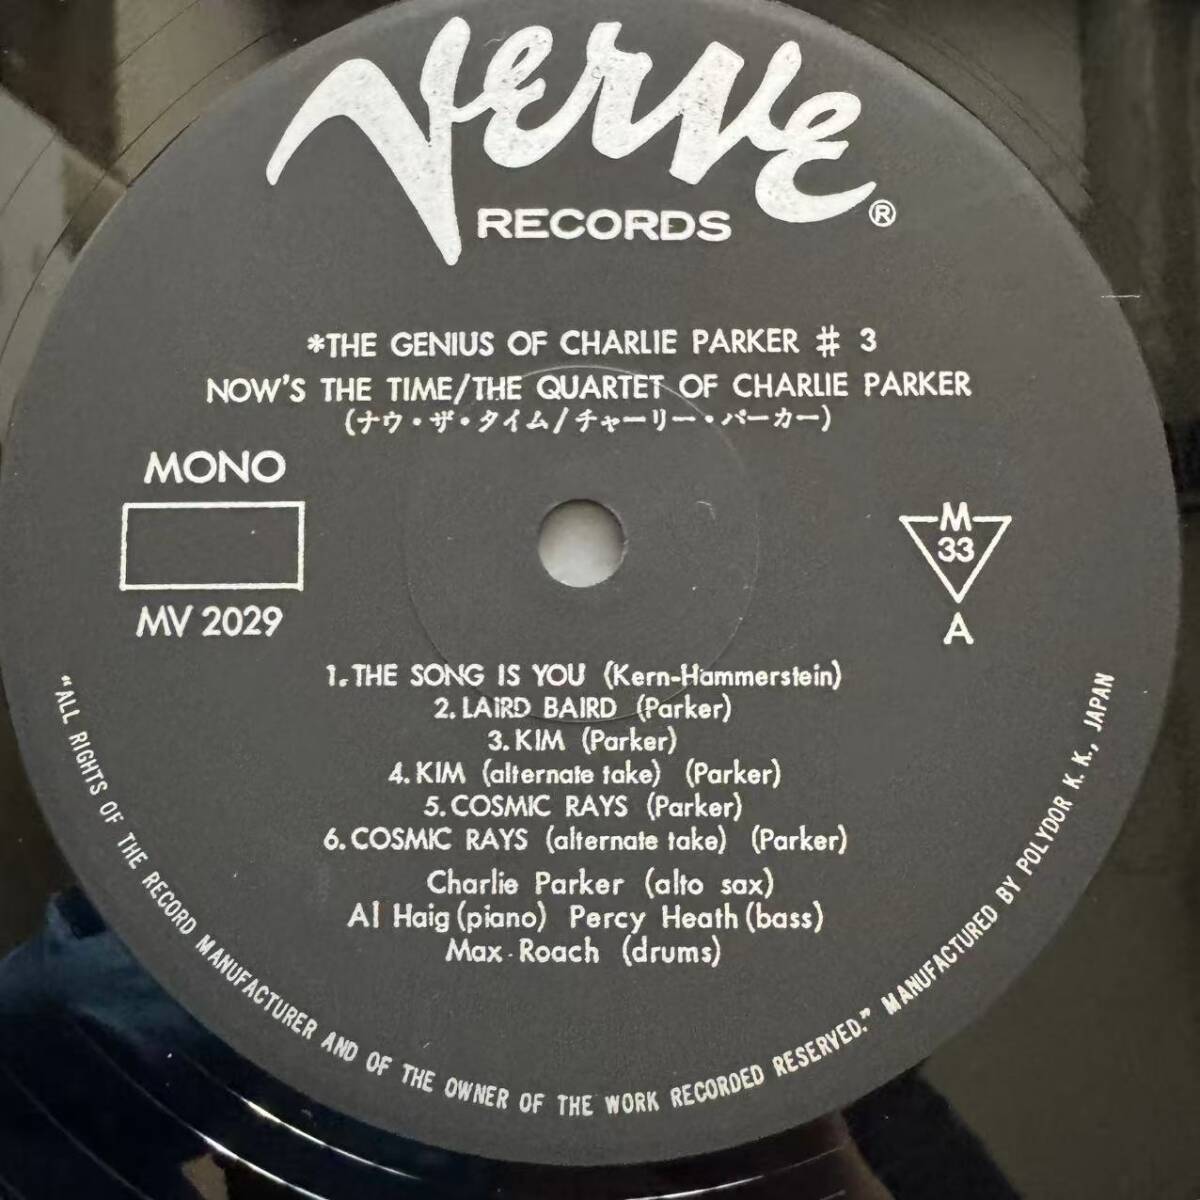 Verve ®
RECORDS
*THE GENIUS OF CHARLIE PARKER # 3
NOW'S THE TIME/THE QUARTET OF CHARLIE PARKER
(ナウ・ザ・タイム/チャーリー・パーカー)
MONO
MV 2029
M
33
A
1. THE SONG IS YOU (Kern-Hammerstein)
2. LAIRD BAIRD (Parker)
3. KIM (Parker)
4. KIM (alternate take) (Parker)
5. COSMIC RAYS (Parker)
6. COSMIC RAYS (alternate take) (Parker)
Charlie Parker (alto sax)
Al Haig (piano) Percy Heath (bass)
Max Roach (drums)
"ALL RIGHTS OF THE RECORD MANUFACTURER AND OF THE OWNER OF THE WORK RECORDED RESERVED." MANUFACTURED BY POLYDOR K. K., JAPAN